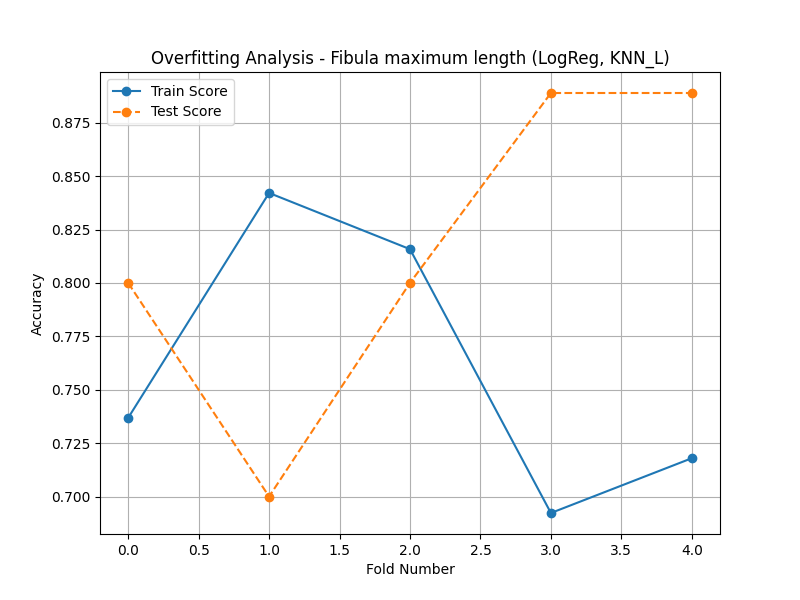 Overfitting Analysis - Fibula maximum length (LogReg, KNN_L)
Train Score
Test Score
0.875
0.850
0.825
0.800
0.775
0.750
0.725
0.700
Accuracy
0.0 0.5 1.0 1.5 2.0 2.5 3.0 3.5 4.0
Fold Number